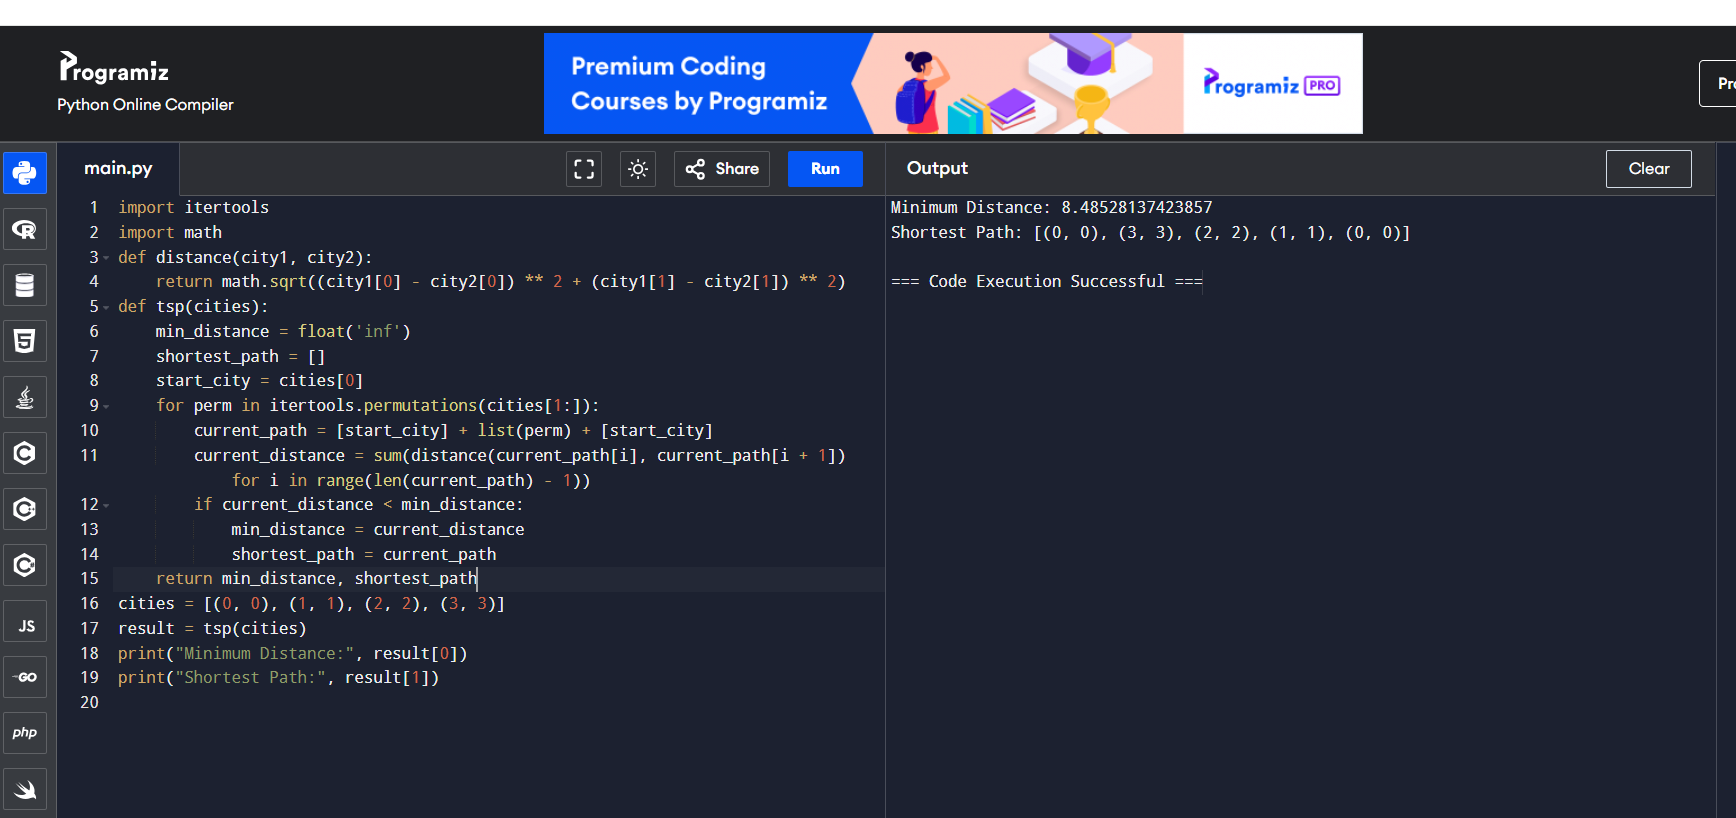 Programiz
Python Online Compiler
Premium Coding
Courses by Programiz
Programiz PRO
main.py
Share
Run
Output
Clear
1 import itertools
2 import math
3 def distance(city1, city2):
4 return math.sqrt((city1[0] - city2[0]) ** 2 + (city1[1] - city2[1]) ** 2)
5 def tsp(cities):
6 min_distance = float('inf')
7 shortest_path = []
8 start_city = cities[0]
9 for perm in itertools.permutations(cities[1:]):
10 current_path = [start_city] + list(perm) + [start_city]
11 current_distance = sum(distance(current_path[i], current_path[i + 1])
for i in range(len(current_path) - 1))
12 if current_distance < min_distance:
13 min_distance = current_distance
14 shortest_path = current_path
15 return min_distance, shortest_path
16 cities = [(0, 0), (1, 1), (2, 2), (3, 3)]
17 result = tsp(cities)
18 print("Minimum Distance:", result[0])
19 print("Shortest Path:", result[1])
20
Minimum Distance: 8.48528137423857
Shortest Path: [(0, 0), (3, 3), (2, 2), (1, 1), (0, 0)]
=== Code Execution Successful ===
R
5
C
C
C
JS
GO
php